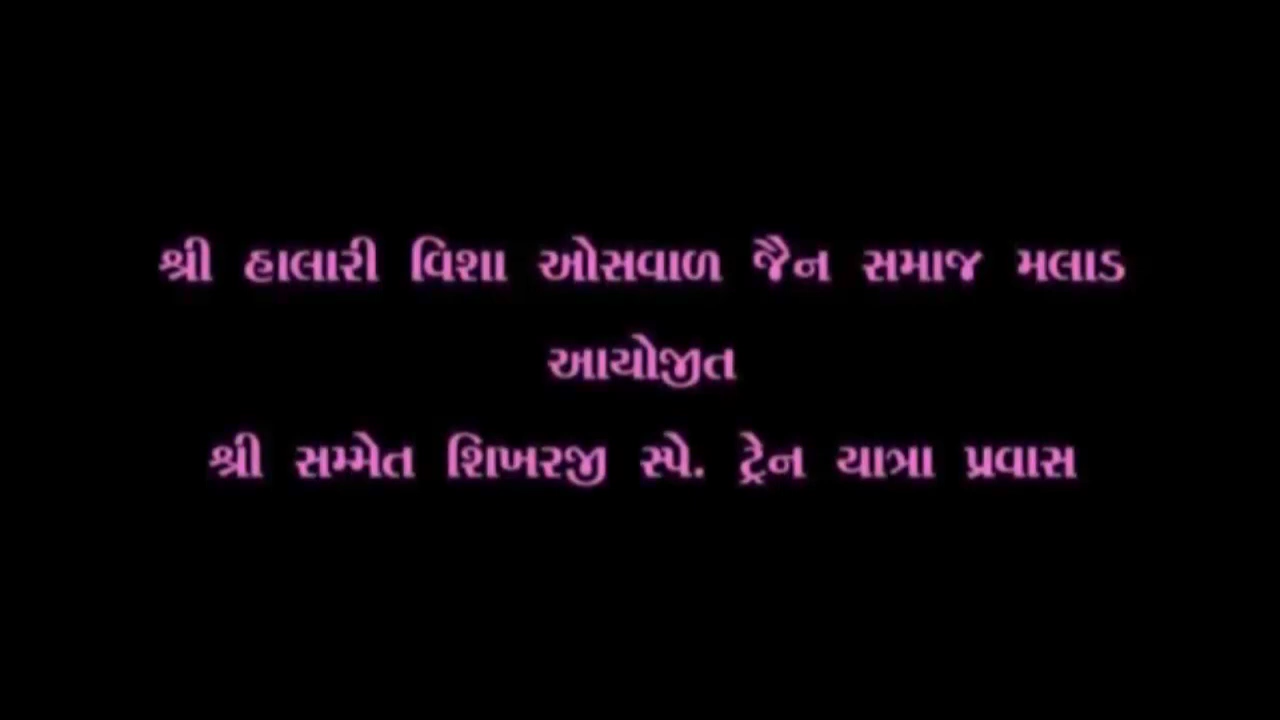 શ્રી હાલારી વિશા ઓસવાળ જૈન સમાજ મલાડ
આયોજીત
શ્રી સમ્મેત શિખરજી સ્પે. ટ્રેન યાત્રા પ્રવાસ